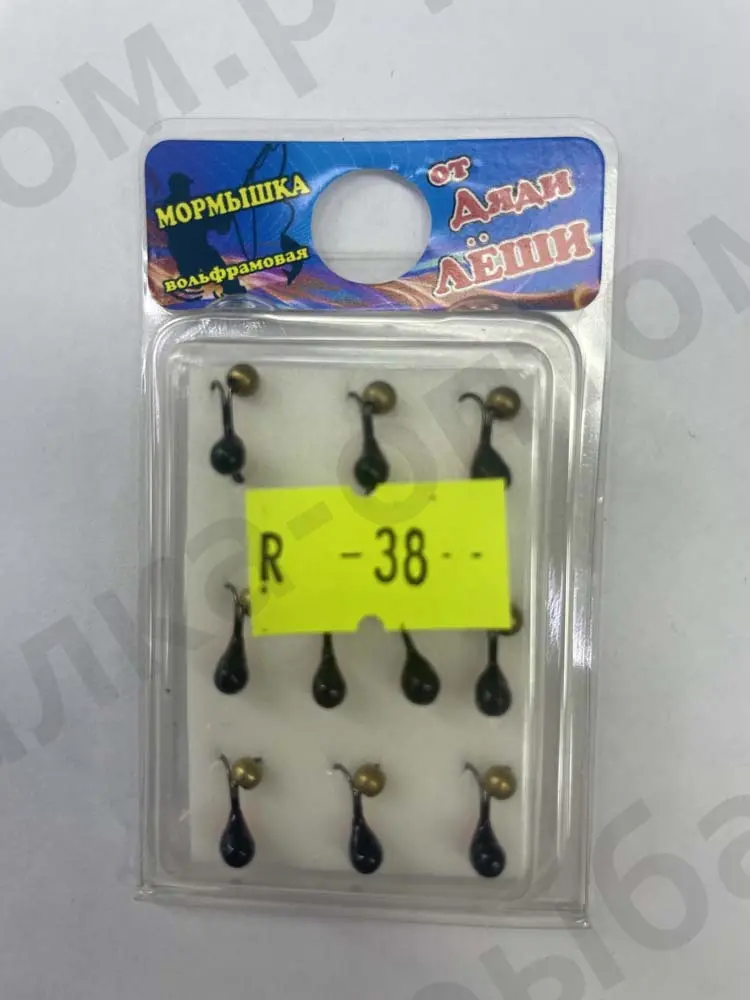 МОРМЫШКА
вольфрамовая
от
Дяди
ЛЁШИ
R -38--